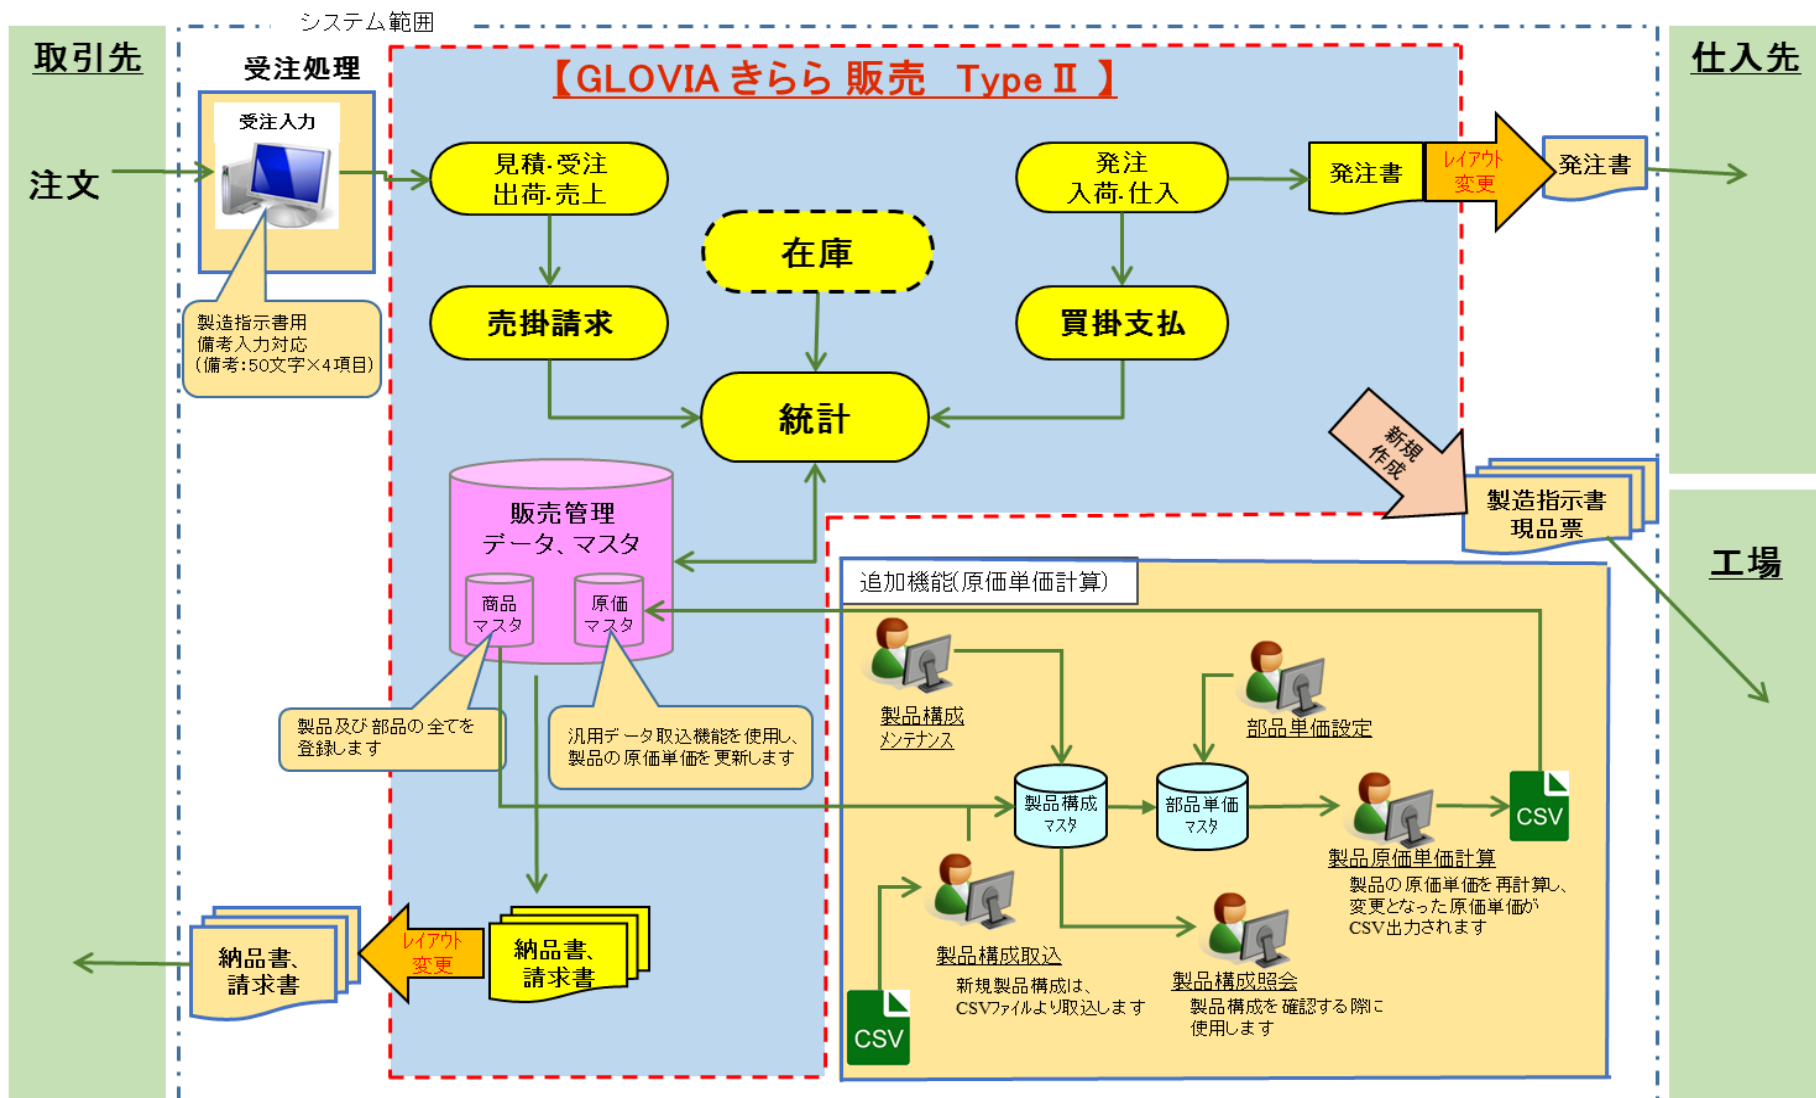 システム範囲
取引先
注文
受注処理
受注入力
製造指示書用
備考入力対応
(備考:50文字×4項目)
【GLOVIA きらら 販売　Type Ⅱ 】
見積・受注
出荷・売上
発注
入荷・仕入
発注書
レイアウト
変更
発注書
仕入先
在庫
売掛請求
買掛支払
統計
新規
作成
製造指示書
現品票
工場
販売管理
データ、マスタ
商品
マスタ
原価
マスタ
製品及び部品の全てを
登録します
汎用データ取込機能を使用し、
製品の原価単価を更新します
追加機能(原価単価計算)
製品構成
メンテナンス
部品単価設定
製品構成
マスタ
部品単価
マスタ
CSV
製品原価単価計算
製品の原価単価を再計算し、
変更となった原価単価が
CSV出力されます
製品構成取込
新規製品構成は、
CSVファイルより取込します
CSV
製品構成照会
製品構成を確認する際に
使用します
納品書、
請求書
レイアウト
変更
納品書、
請求書